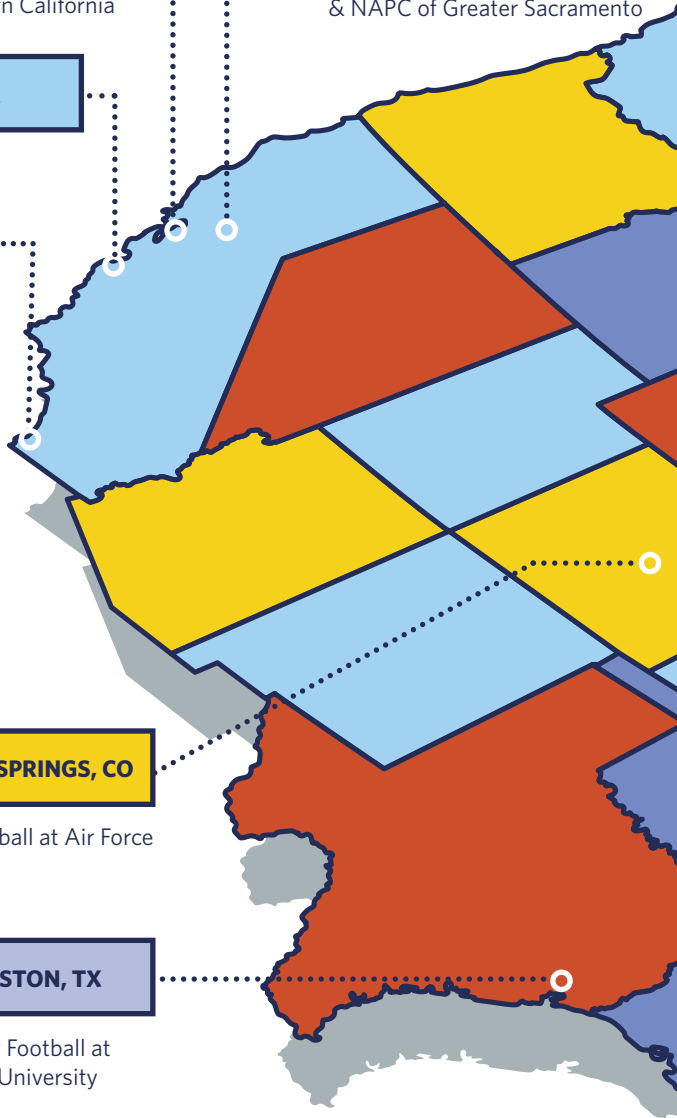 California
& NAPC of Greater Sacramento
SPRINGS, CO
ball at Air Force
STON, TX
Football at
University